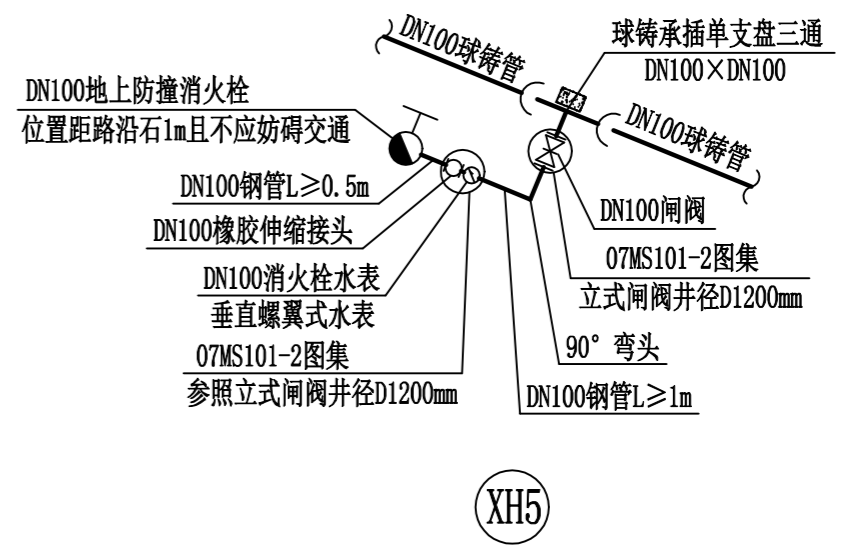 DN100球铸管
球铸承插单支盘三通
DN100×DN100
DN100地上防撞消火栓
位置距路沿石1m且不应妨碍交通
DN100球铸管
DN100钢管L≥0.5m
DN100闸阀
DN100橡胶伸缩接头
07MS101-2图集
立式闸阀井径D1200mm
DN100消火栓水表
垂直螺翼式水表
90°弯头
07MS101-2图集
参照立式闸阀井径D1200mm
DN100钢管L≥1m
XH5